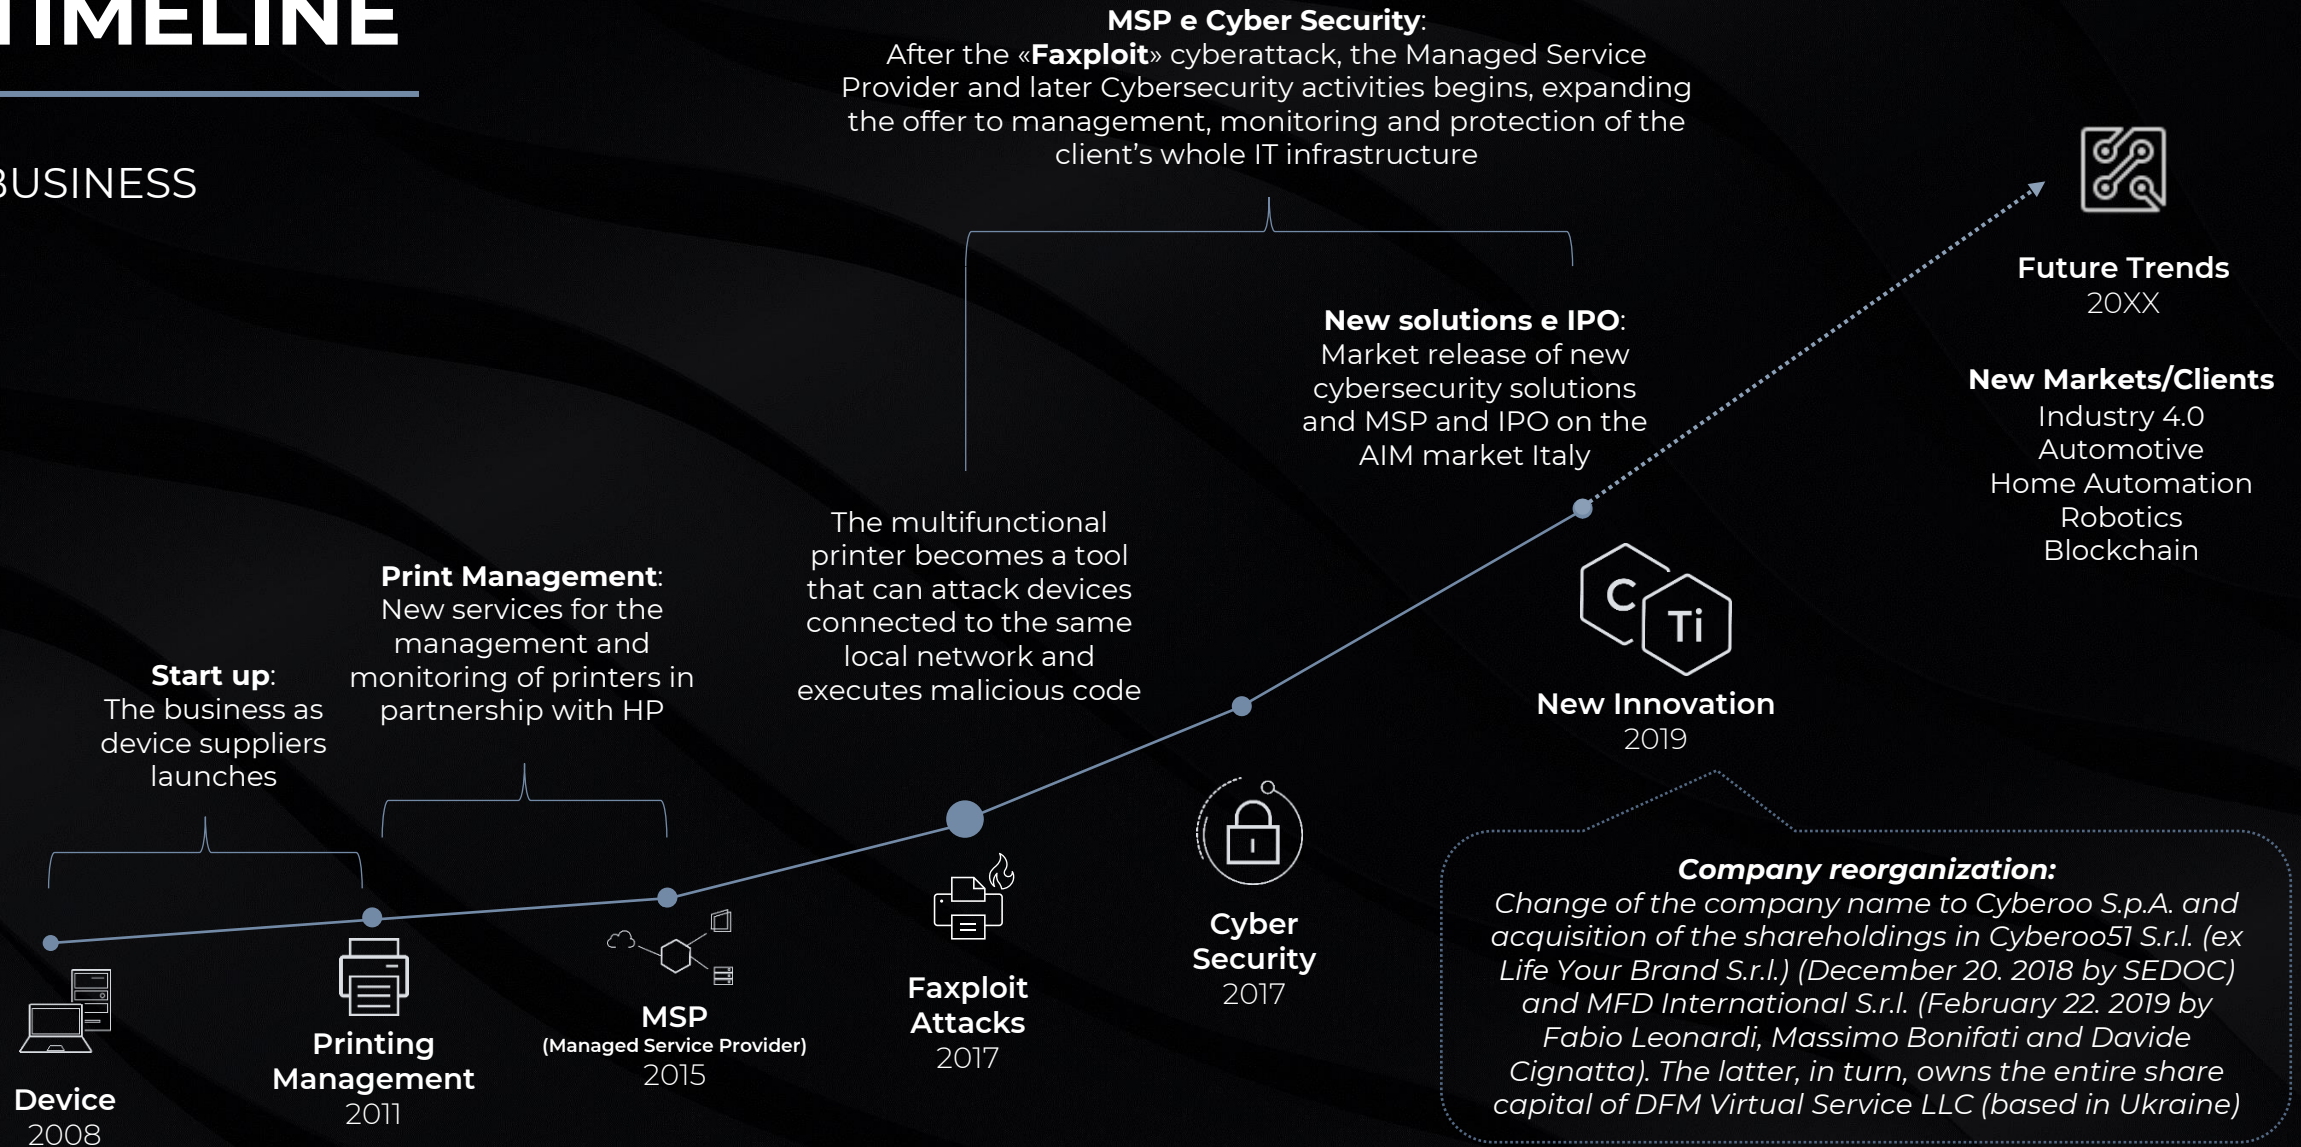 TIMELINE
BUSINESS
MSP e Cyber Security:
After the «Faxploit» cyberattack, the Managed Service
Provider and later Cybersecurity activities begins, expanding
the offer to management, monitoring and protection of the
client's whole IT infrastructure
Start up:
The business as
device suppliers
launches
Print Management:
New services for the
management and
monitoring of printers in
partnership with HP
The multifunctional
printer becomes a tool
that can attack devices
connected to the same
local network and
executes malicious code
New solutions e IPO:
Market release of new
cybersecurity solutions
and MSP and IPO on the
AIM market Italy
Future Trends
20XX
New Markets/Clients
Industry 4.0
Automotive
Home Automation
Robotics
Blockchain
Device
2008
Printing
Management
2011
MSP
(Managed Service Provider)
2015
Faxploit
Attacks
2017
Cyber
Security
2017
C
Ti
New Innovation
2019
Company reorganization:
Change of the company name to Cyberoo S.p.A. and
acquisition of the shareholdings in Cyberoo51 S.r.l. (ex
Life Your Brand S.r.l.) (December 20. 2018 by SEDOC)
and MFD International S.r.l. (February 22. 2019 by
Fabio Leonardi, Massimo Bonifati and Davide
Cignatta). The latter, in turn, owns the entire share
capital of DFM Virtual Service LLC (based in Ukraine)